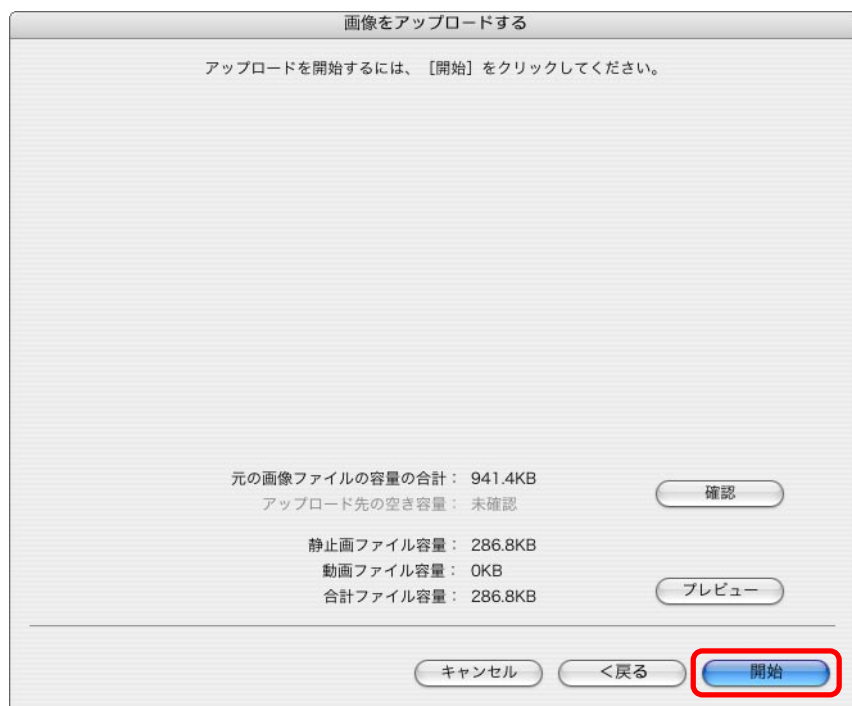 画像をアップロードする
アップロードを開始するには、［開始］をクリックしてください。
元の画像ファイルの容量の合計： 941.4KB
アップロード先の空き容量： 未確認
確認
静止画ファイル容量： 286.8KB
動画ファイル容量： 0KB
合計ファイル容量： 286.8KB
プレビュー
キャンセル <戻る 開始